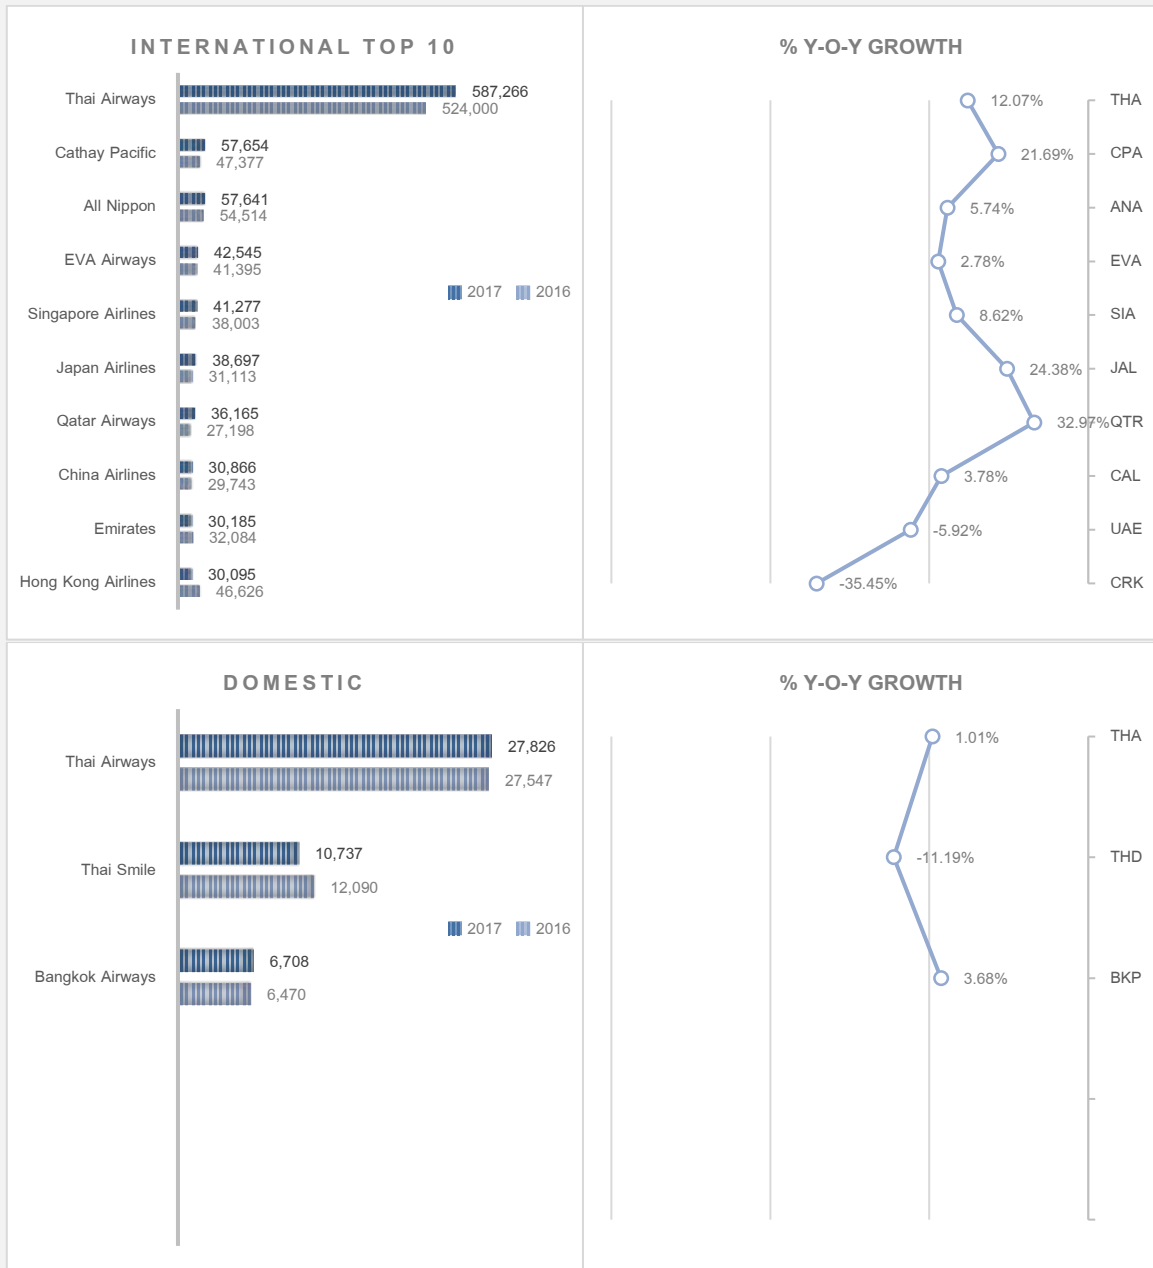 INTERNATIONAL TOP 10
Thai Airways
587,266
524,000
Cathay Pacific
57,654
47,377
All Nippon
57,641
54,514
EVA Airways
42,545
41,395
2017 2016
Singapore Airlines
41,277
38,003
Japan Airlines
38,697
31,113
Qatar Airways
36,165
27,198
China Airlines
30,866
29,743
Emirates
30,185
32,084
Hong Kong Airlines
30,095
46,626
% Y-O-Y GROWTH
12.07% THA
21.69% CPA
5.74% ANA
2.78% EVA
8.62% SIA
24.38% JAL
32.97% QTR
3.78% CAL
-5.92% UAE
-35.45% CRK
DOMESTIC
Thai Airways
27,826
27,547
Thai Smile
10,737
12,090
2017 2016
Bangkok Airways
6,708
6,470
% Y-O-Y GROWTH
1.01% THA
-11.19% THD
3.68% BKP